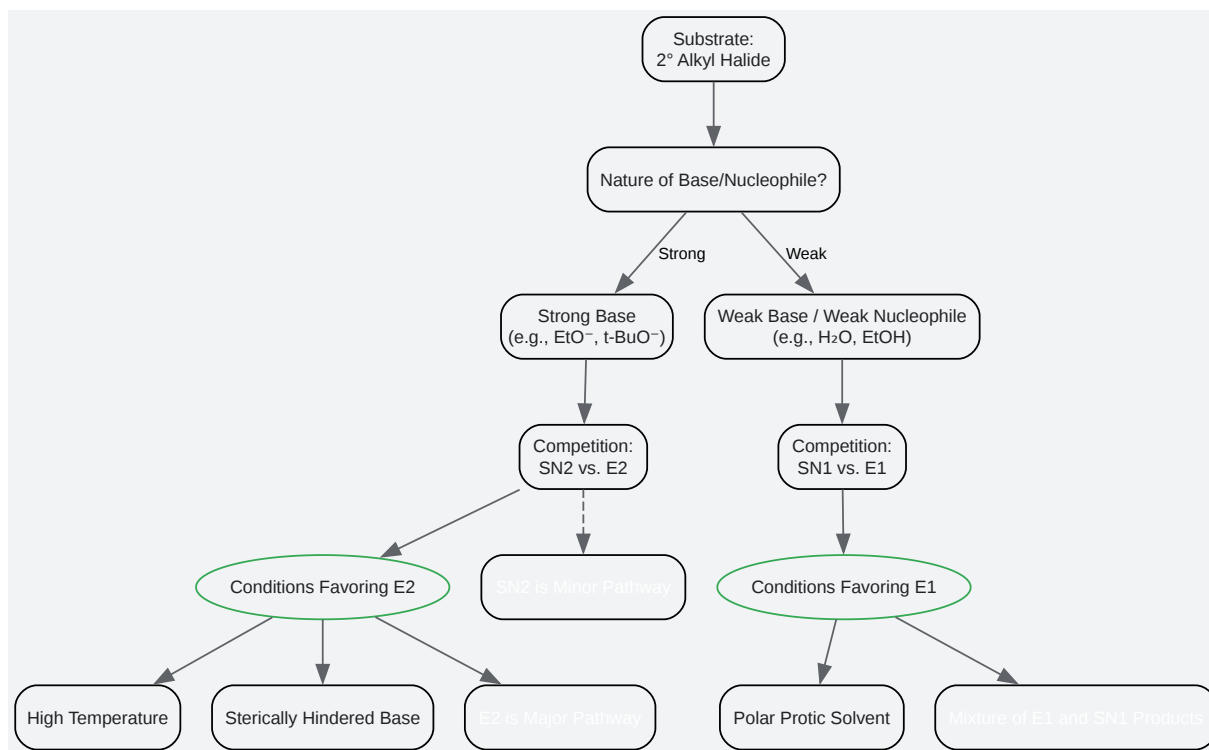 Substrate:
2° Alkyl Halide
Nature of Base/Nucleophile?
Strong
Weak
Strong Base
(e.g., EtO⁻, t-BuO⁻)
Weak Base / Weak Nucleophile
(e.g., H₂O, EtOH)
Competition:
SN2 vs. E2
Competition:
SN1 vs. E1
Conditions Favoring E2
SN2 is Minor Pathway
Conditions Favoring E1
High Temperature
Sterically Hindered Base
E2 is Major Pathway
Polar Protic Solvent
Mixture of E1 and SN1 Products